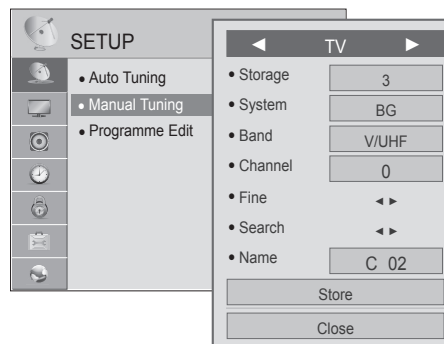 SETUP
• Auto Tuning
• Manual Tuning
• Programme Edit
◄ TV ►
• Storage 3
• System BG
• Band V/UHF
• Channel 0
• Fine ◄ ►
• Search ◄ ►
• Name C 02
Store
Close